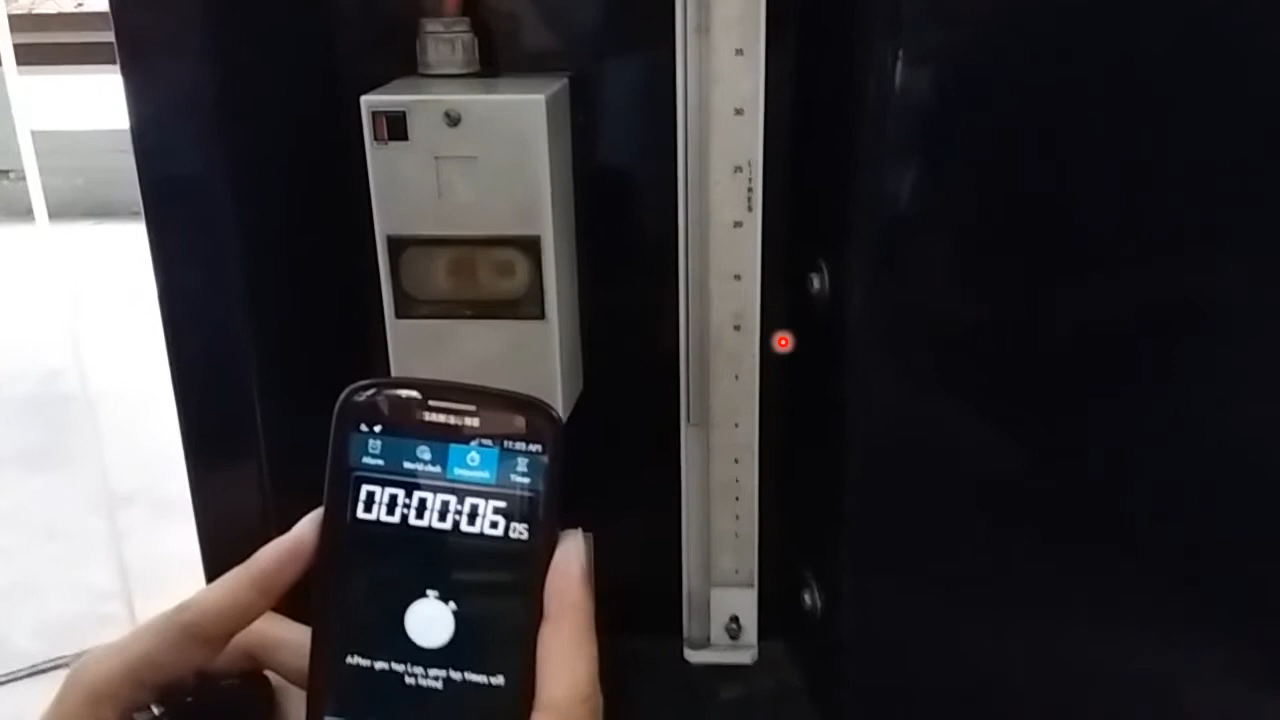 35
30
25
LITRES
20
15
10
SAMSUNG
11:03 AM
Alarm
World clock
Stopwatch
Timer
00:00:06 05
After you tap Lap, your lap times will
be listed